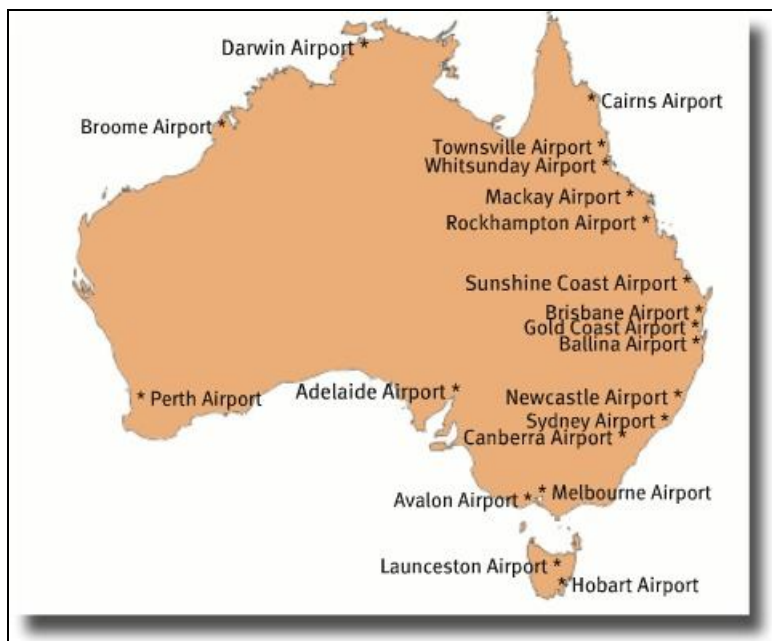 Darwin Airport
Cairns Airport
Broome Airport
Townsville Airport
Whitsunday Airport
Mackay Airport
Rockhampton Airport
Sunshine Coast Airport
Brisbane Airport
Gold Coast Airport
Ballina Airport
Adelaide Airport
Perth Airport
Newcastle Airport
Sydney Airport
Canberra Airport
Melbourne Airport
Avalon Airport
Launceston Airport
Hobart Airport